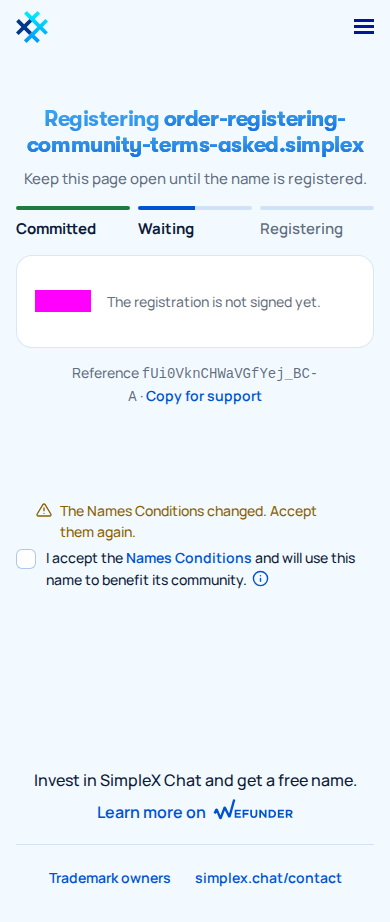 Registering order-registering-
community-terms-asked.simplex
Keep this page open until the name is registered.
Committed
Waiting
Registering
The registration is not signed yet.
Reference fUi0VknCHWaVGfYej_BC-
A · Copy for support
The Names Conditions changed. Accept
them again.
I accept the Names Conditions and will use this
name to benefit its community.
Invest in SimpleX Chat and get a free name.
Learn more on WEFUNDER
Trademark owners
simplex.chat/contact